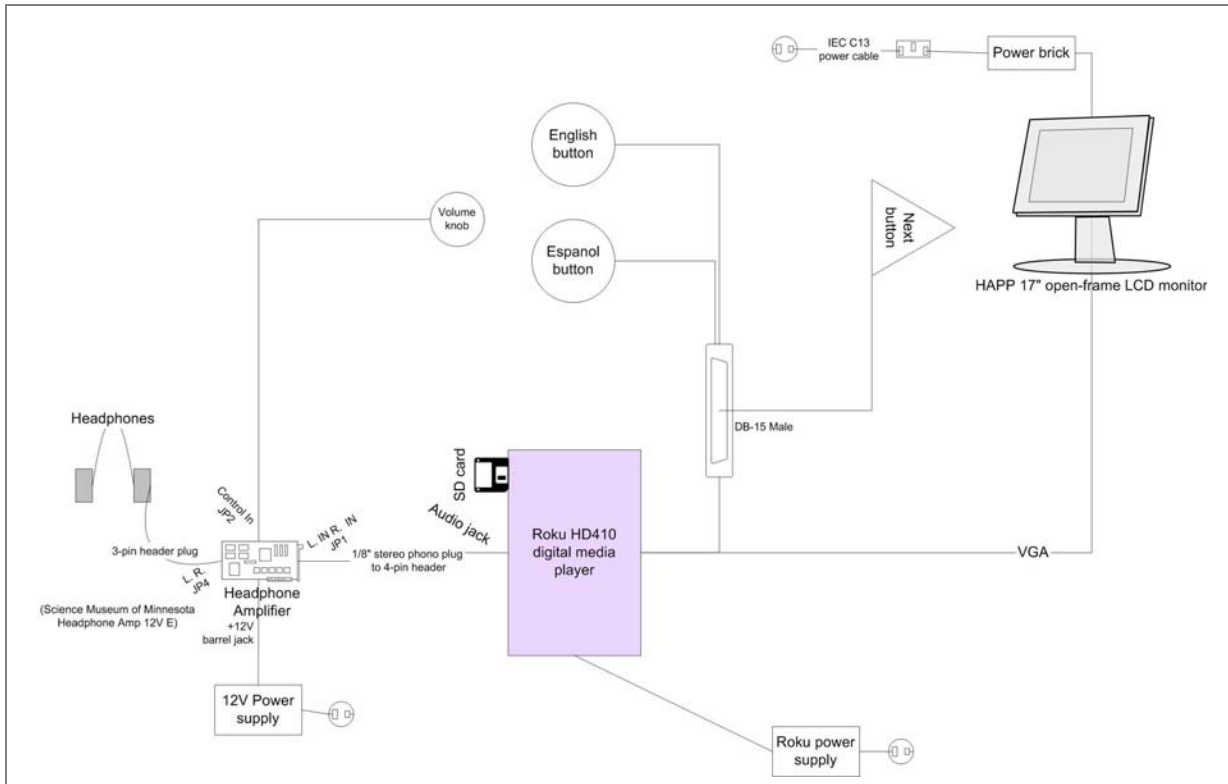 IEC C13
power cable
Power brick
English
button
Volume
knob
Espanol
button
Next
button
HAPP 17" open-frame LCD monitor
DB-15 Male
Headphones
SD card
Audio jack
Control In
JP2
L. IN R. IN
JP1
3-pin header plug
1/8" stereo phono plug
to 4-pin header
Roku HD410
digital media
player
VGA
L. R.
JP4
Headphone
Amplifier
(Science Museum of Minnesota
Headphone Amp 12V E)
+12V
barrel jack
12V Power
supply
Roku power
supply